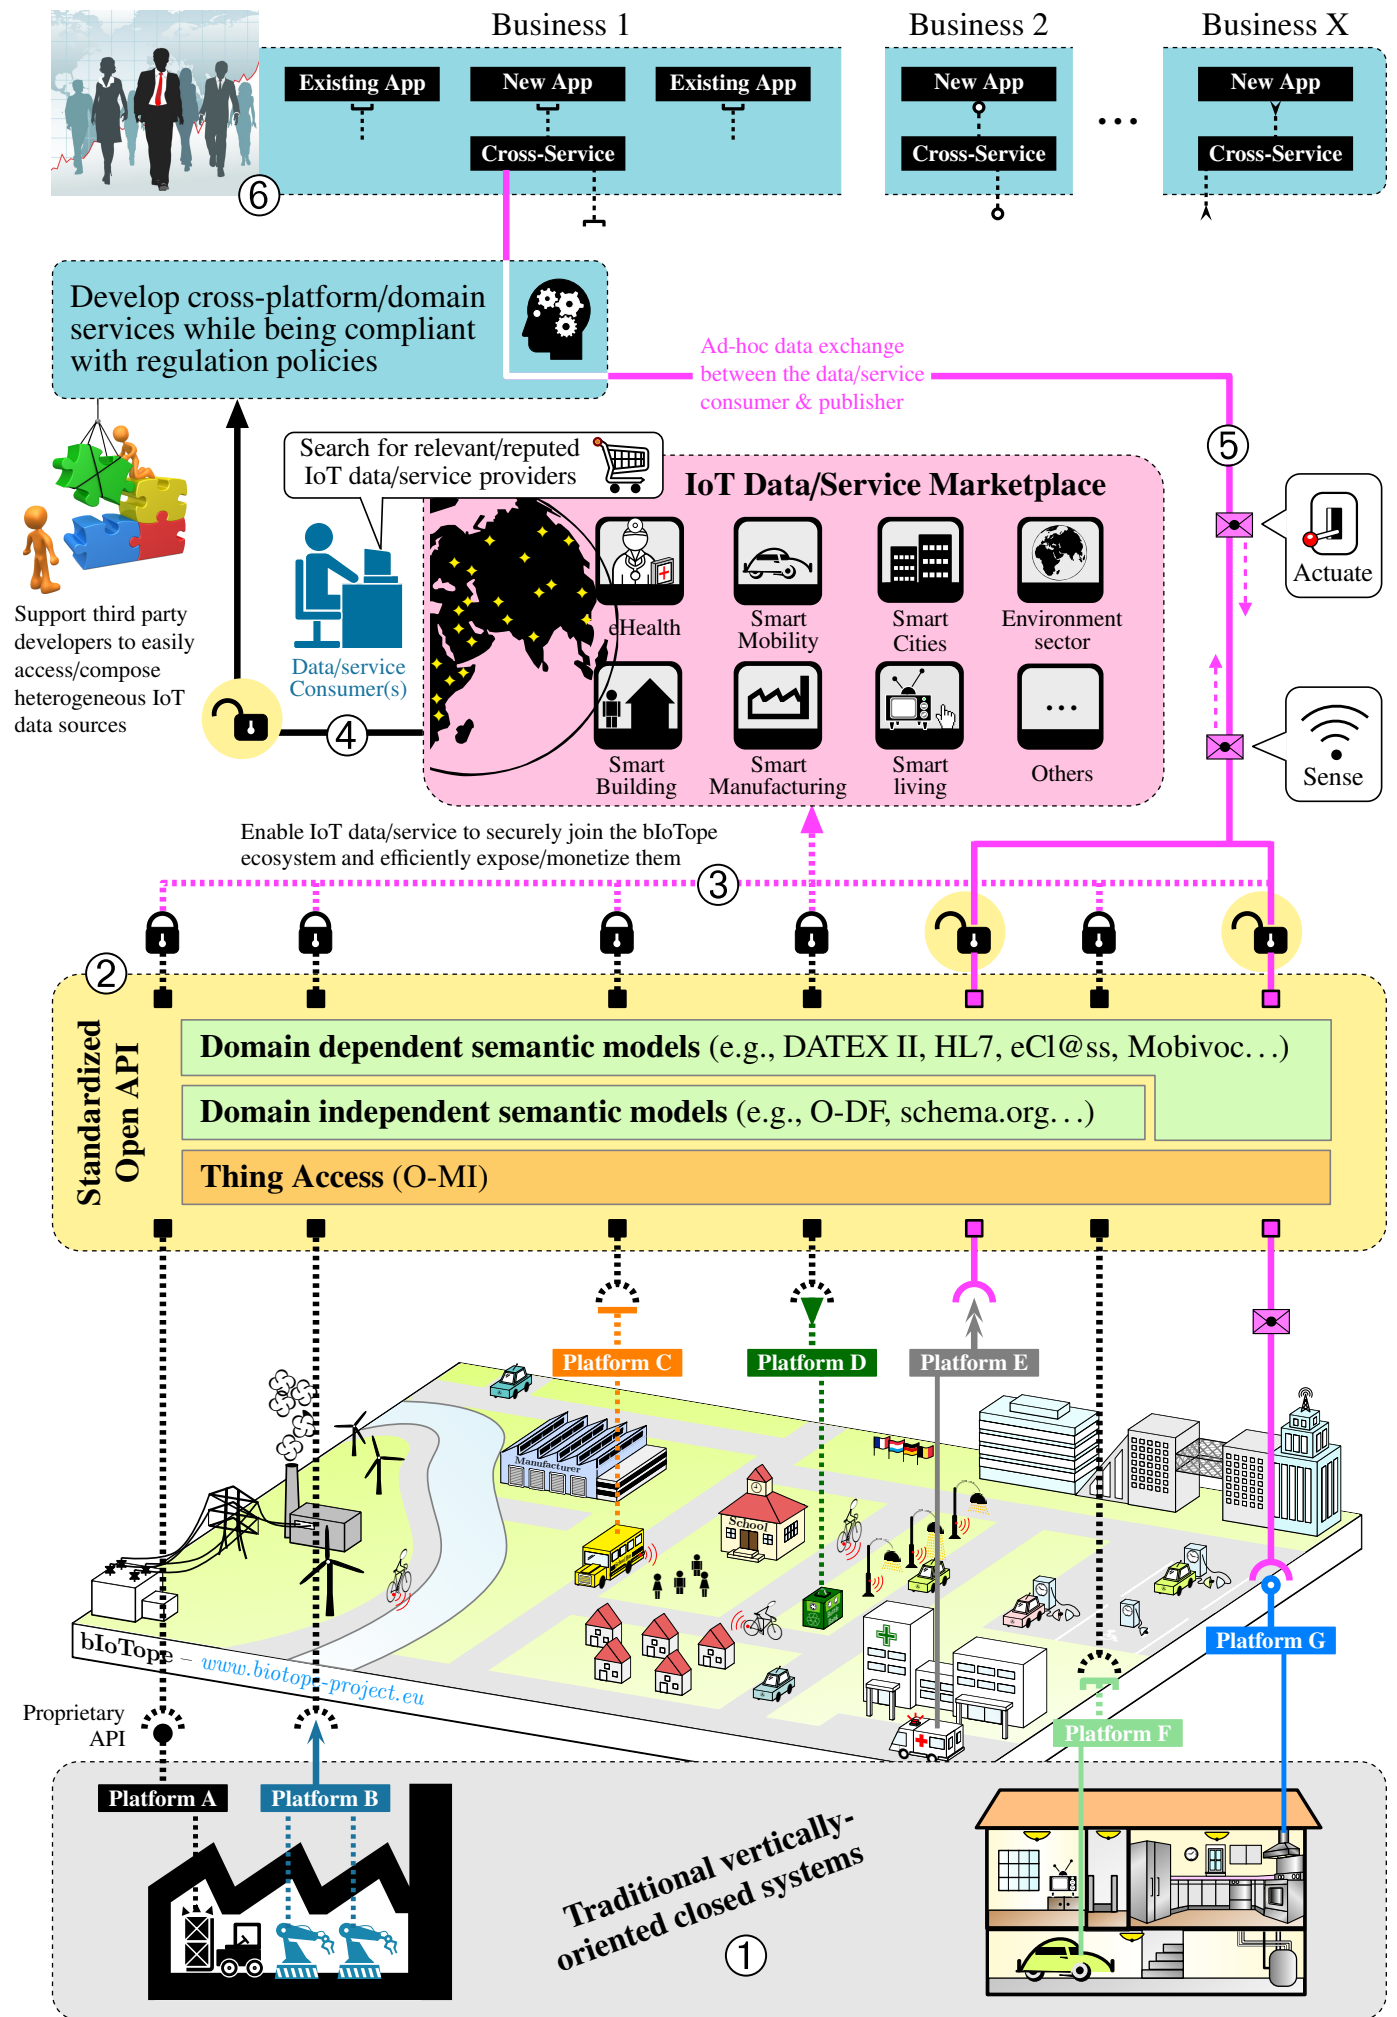 Business 1
Business 2
Business X
Existing App
New App
Existing App
New App
New App
Cross-Service
Cross-Service
...
Cross-Service
6
Develop cross-platform/domain
services while being compliant
with regulation policies
Ad-hoc data exchange
between the data/service
consumer & publisher
5
Search for relevant/reputed
IoT data/service providers
IoT Data/Service Marketplace
Actuate
Support third party
developers to easily
access/compose
heterogeneous IoT
data sources
Data/service
Consumer(s)
4
eHealth
Smart
Mobility
Smart
Cities
Environment
sector
Smart
Building
Smart
Manufacturing
Smart
living
...
Others
Sense
Enable IoT data/service to securely join the bIoTope
ecosystem and efficiently expose/monetize them
3
2
Standardized
Open API
Domain dependent semantic models (e.g., DATEX II, HL7, eCl@ss, Mobivoc...)
Domain independent semantic models (e.g., O-DF, schema.org...)
Thing Access (O-MI)
Platform C
Platform D
Platform E
Manufacturer
School
Platform G
bIoTope – www.biotope-project.eu
Proprietary
API
Platform F
Platform A
Platform B
Traditional vertically-
oriented closed systems
1